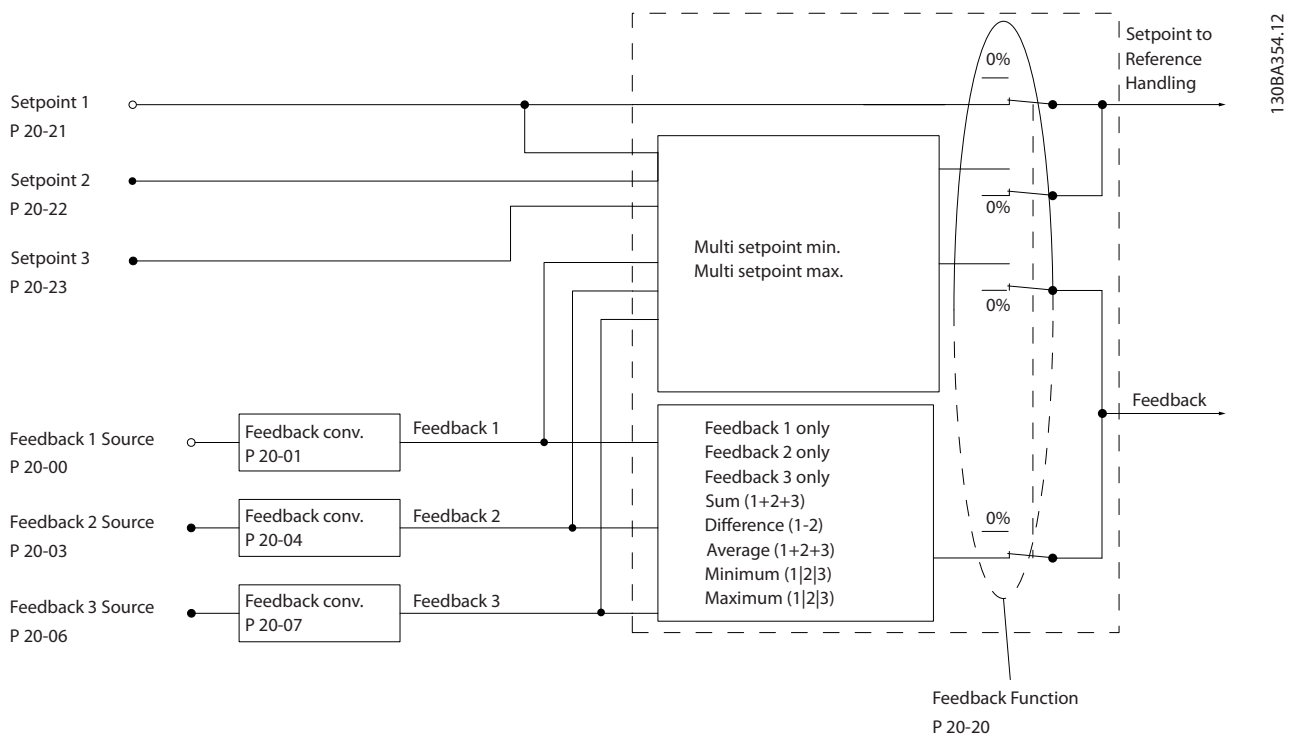 130BA354.12
Setpoint to
Reference
Handling
0%
Setpoint 1
P 20-21
Setpoint 2
P 20-22
0%
Setpoint 3
P 20-23
Multi setpoint min.
Multi setpoint max.
0%
Feedback
Feedback 1 Source
P 20-00
Feedback conv.
P 20-01
Feedback 1
Feedback 2 Source
P 20-03
Feedback conv.
P 20-04
Feedback 2
Feedback 3 Source
P 20-06
Feedback conv.
P 20-07
Feedback 3
Feedback 1 only
Feedback 2 only
Feedback 3 only
Sum (1+2+3)
Difference (1-2)
Average (1+2+3)
Minimum (1|2|3)
Maximum (1|2|3)
0%
Feedback Function
P 20-20